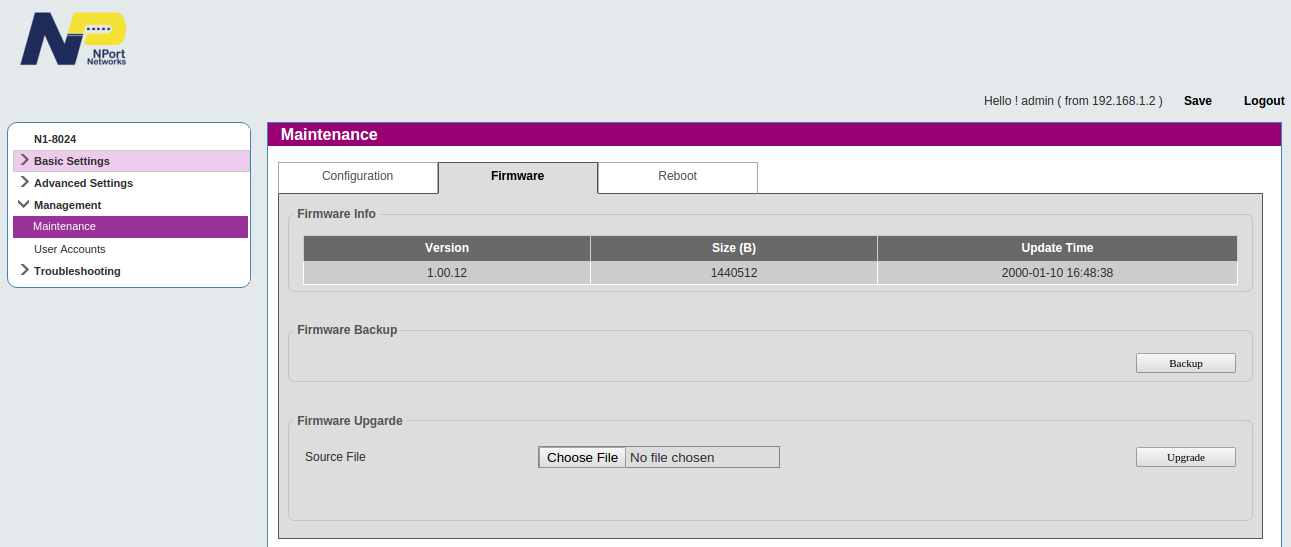 NPort
Networks
Hello ! admin ( from 192.168.1.2 ) Save Logout
N1-8024
Basic Settings
Advanced Settings
Management
Maintenance
User Accounts
Troubleshooting
Maintenance
Configuration Firmware Reboot
Firmware Info
Version Size (B) Update Time
1.00.12 1440512 2000-01-10 16:48:38
Firmware Backup
Backup
Firmware Upgarde
Source File Choose File No file chosen Upgrade